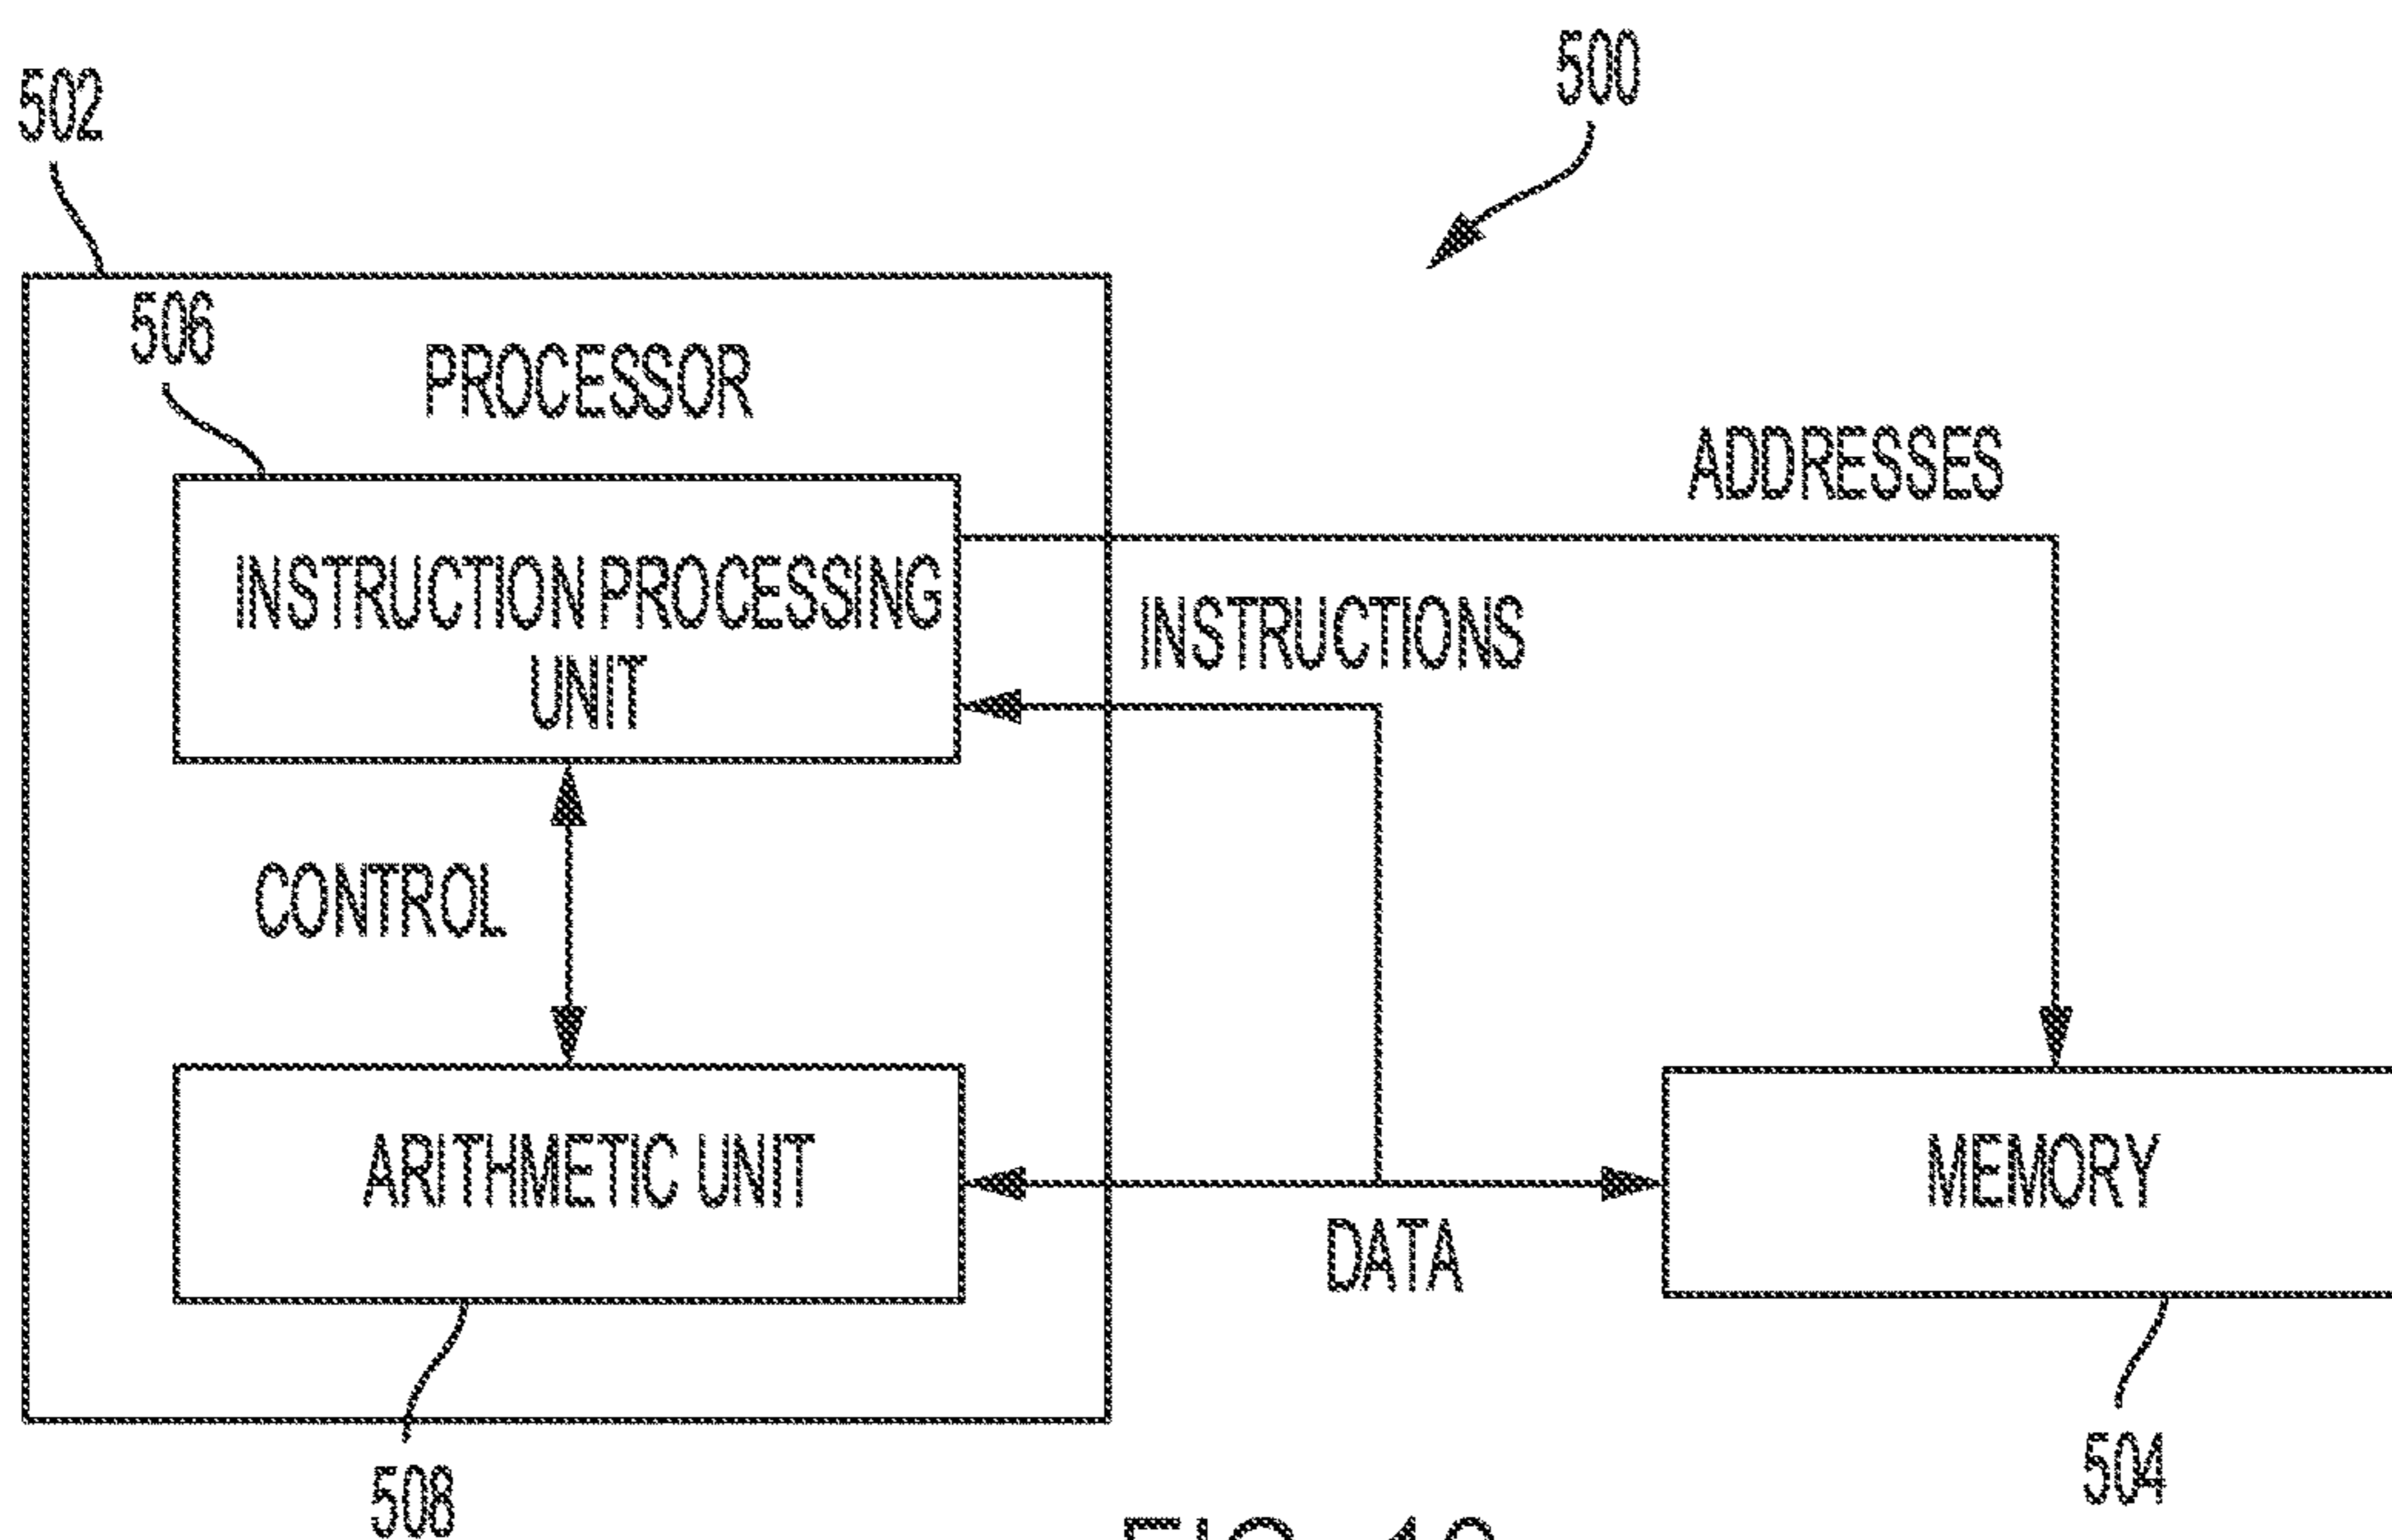 500
502
506
PROCESSOR
ADDRESSES
INSTRUCTION PROCESSING
UNIT
INSTRUCTIONS
CONTROL
ARITHMETIC UNIT
MEMORY
DATA
504
508